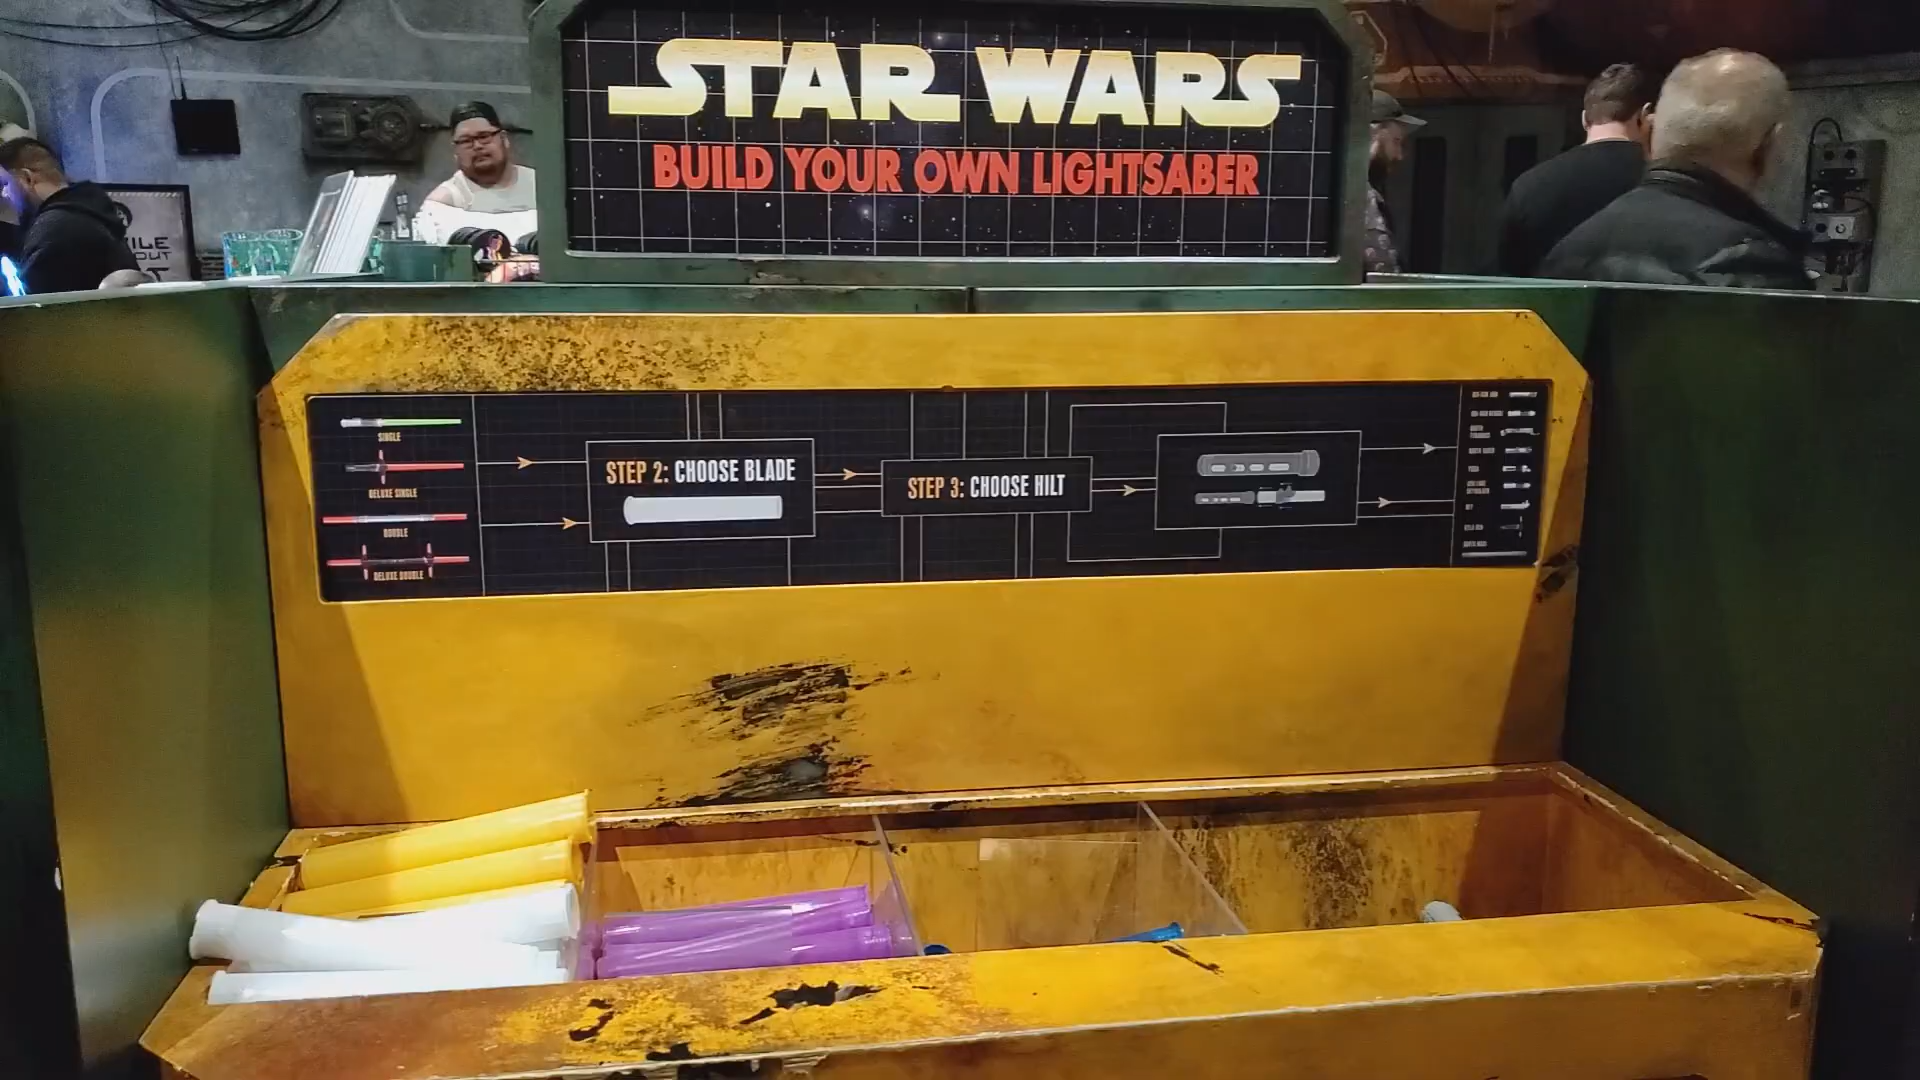 STAR WARS
BUILD YOUR OWN LIGHTSABER
SINGLE
DELUXE SINGLE
DOUBLE
DELUXE DOUBLE
STEP 2: CHOOSE BLADE
STEP 3: CHOOSE HILT